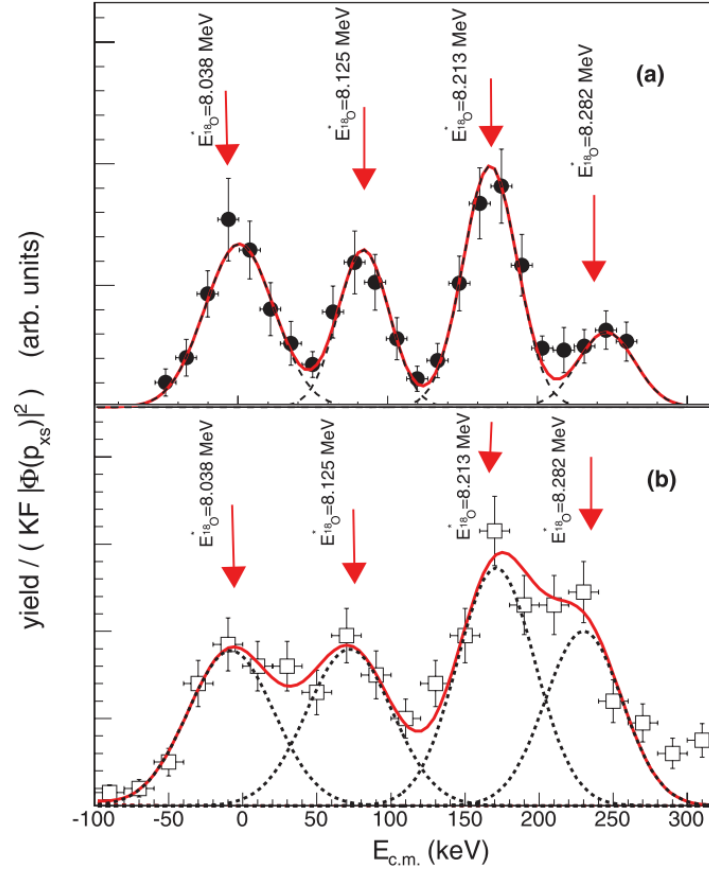 E*18O=8.038 MeV
E*18O=8.125 MeV
E*18O=8.213 MeV
E*18O=8.282 MeV
(a)
yield / ( KF |Φ(pxs)|² ) (arb. units)
E*18O=8.038 MeV
E*18O=8.125 MeV
E*18O=8.213 MeV
E*18O=8.282 MeV
(b)
-100 -50 0 50 100 150 200 250 300
Ec.m. (keV)